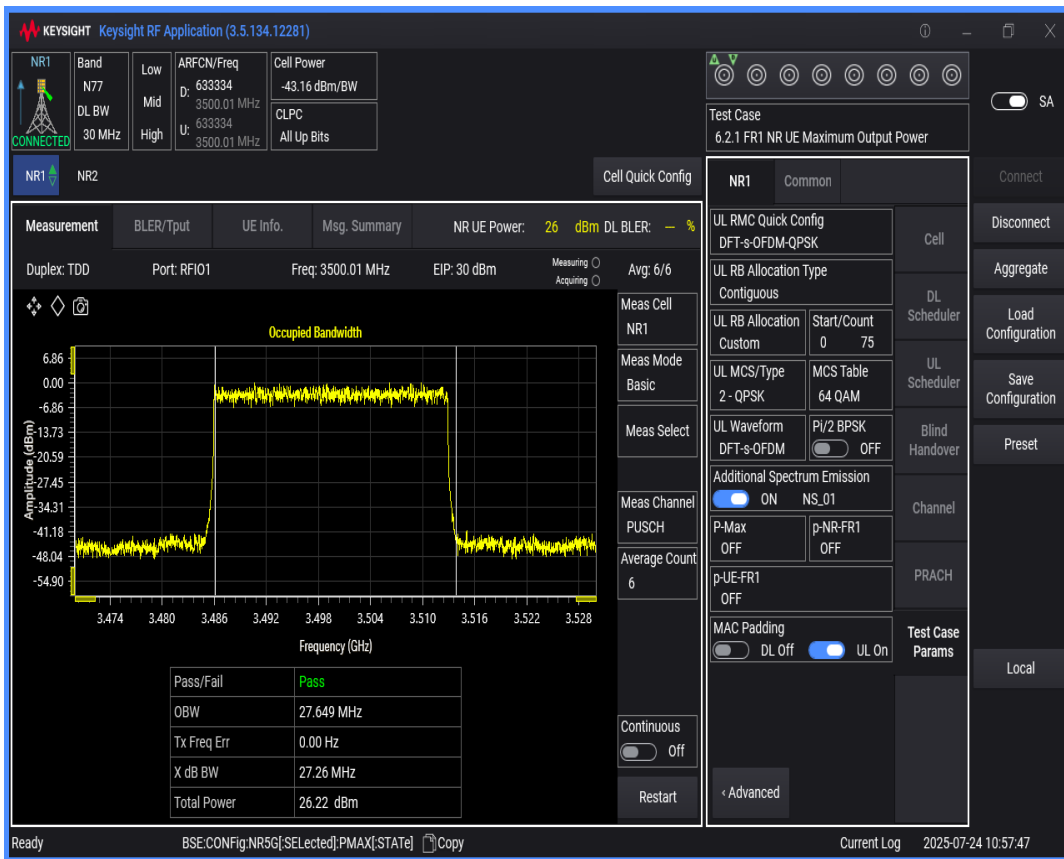 KEYSIGHT Keysight RF Application (3.5.134.12281)
NR1
CONNECTED
Band
N77
DL BW
30 MHz
Low
Mid
High
ARFCN/Freq
D: 633334
3500.01 MHz
U: 633334
3500.01 MHz
Cell Power
-43.16 dBm/BW
CLPC
All Up Bits
Test Case
6.2.1 FR1 NR UE Maximum Output Power
SA
NR1 NR2
Cell Quick Config
Measurement BLER/Tput UE Info. Msg. Summary NR UE Power: 26 dBm DL BLER: — %
Duplex: TDD Port: RFIO1 Freq: 3500.01 MHz EIP: 30 dBm Measuring Avg: 6/6
Acquiring
Occupied Bandwidth
Amplitude (dBm)
6.86
0.00
-6.86
-13.73
-20.59
-27.45
-34.31
-41.18
-48.04
-54.90
3.474 3.480 3.486 3.492 3.498 3.504 3.510 3.516 3.522 3.528
Frequency (GHz)
Pass/Fail Pass
OBW 27.649 MHz
Tx Freq Err 0.00 Hz
X dB BW 27.26 MHz
Total Power 26.22 dBm
Meas Cell
NR1
Meas Mode
Basic
Meas Select
Meas Channel
PUSCH
Average Count
6
Continuous
Off
Restart
NR1 Common
UL RMC Quick Config
DFT-s-OFDM-QPSK
UL RB Allocation Type
Contiguous
UL RB Allocation Start/Count
Custom 0 75
UL MCS/Type MCS Table
2 - QPSK 64 QAM
UL Waveform Pi/2 BPSK
DFT-s-OFDM OFF
Additional Spectrum Emission
ON NS_01
P-Max p-NR-FR1
OFF OFF
p-UE-FR1
OFF
MAC Padding
DL Off UL On
‹ Advanced
Cell
DL
Scheduler
UL
Scheduler
Blind
Handover
Channel
PRACH
Test Case
Params
Connect
Disconnect
Aggregate
Load
Configuration
Save
Configuration
Preset
Local
Ready BSE:CONFig:NR5G[:SELected]:PMAX[:STATe] Copy Current Log 2025-07-24 10:57:47